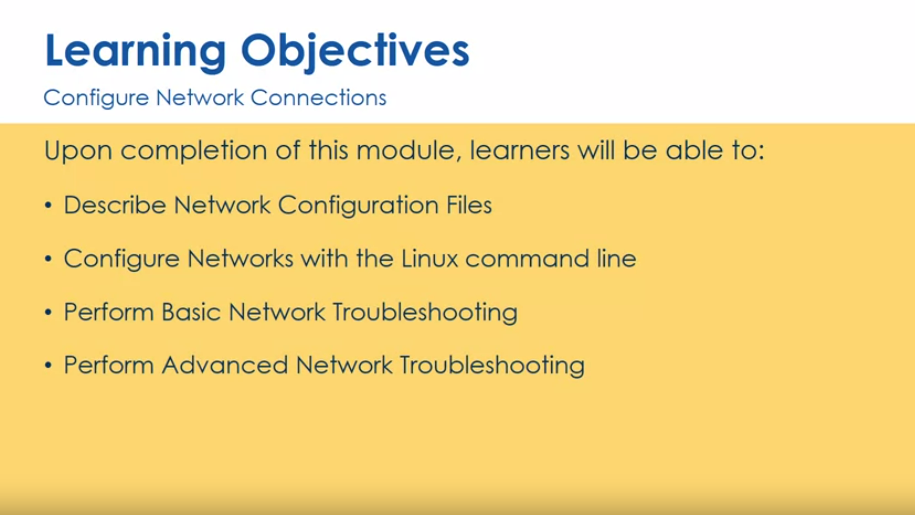 Learning Objectives
Configure Network Connections
Upon completion of this module, learners will be able to:
• Describe Network Configuration Files
• Configure Networks with the Linux command line
• Perform Basic Network Troubleshooting
• Perform Advanced Network Troubleshooting